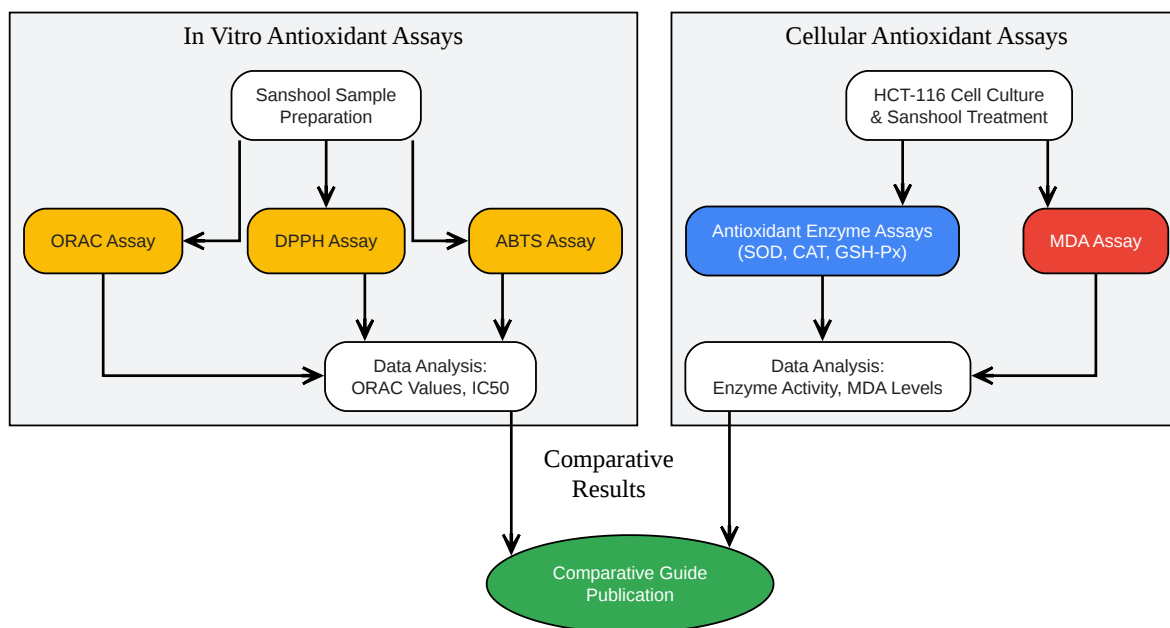 In Vitro Antioxidant Assays
Sanshool Sample
Preparation
ORAC Assay
DPPH Assay
ABTS Assay
Data Analysis:
ORAC Values, IC50
Cellular Antioxidant Assays
HCT-116 Cell Culture
& Sanshool Treatment
Antioxidant Enzyme Assays
(SOD, CAT, GSH-Px)
MDA Assay
Data Analysis:
Enzyme Activity, MDA Levels
Comparative
Results
Comparative Guide
Publication